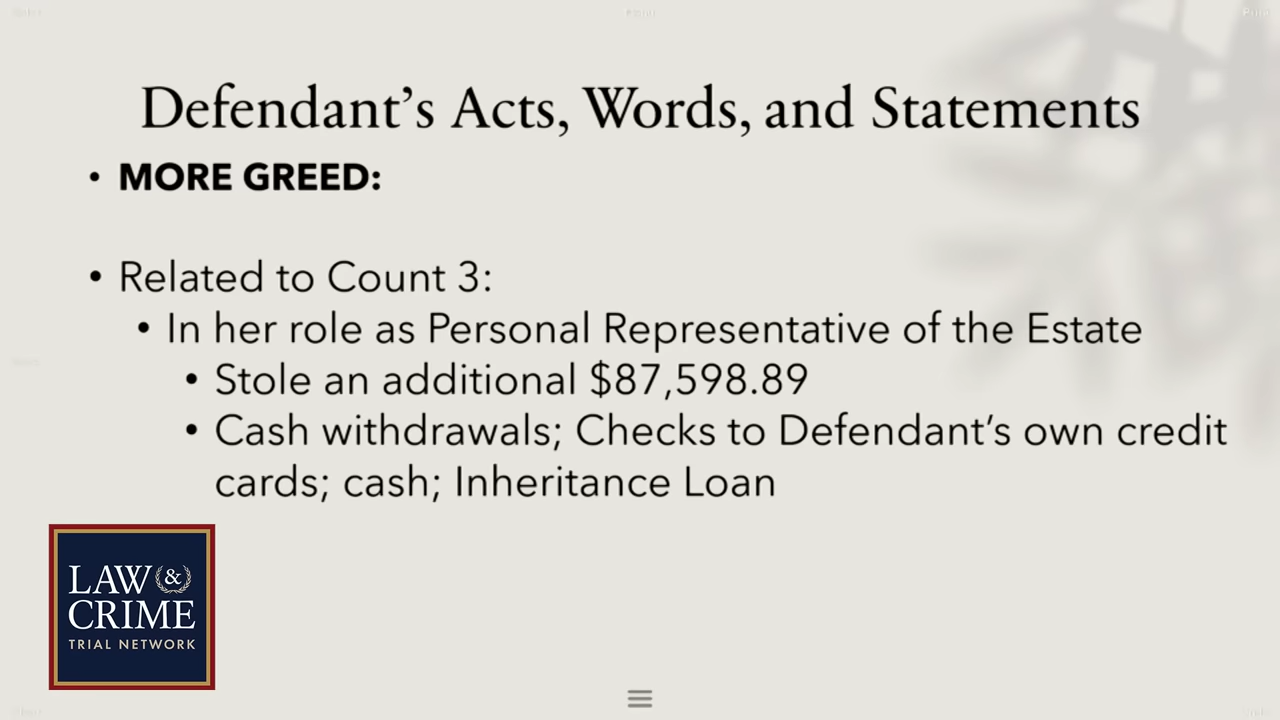 Defendant's Acts, Words, and Statements
• MORE GREED:
• Related to Count 3:
• In her role as Personal Representative of the Estate
• Stole an additional $87,598.89
• Cash withdrawals; Checks to Defendant's own credit
cards; cash; Inheritance Loan
LAW &
CRIME
TRIAL NETWORK